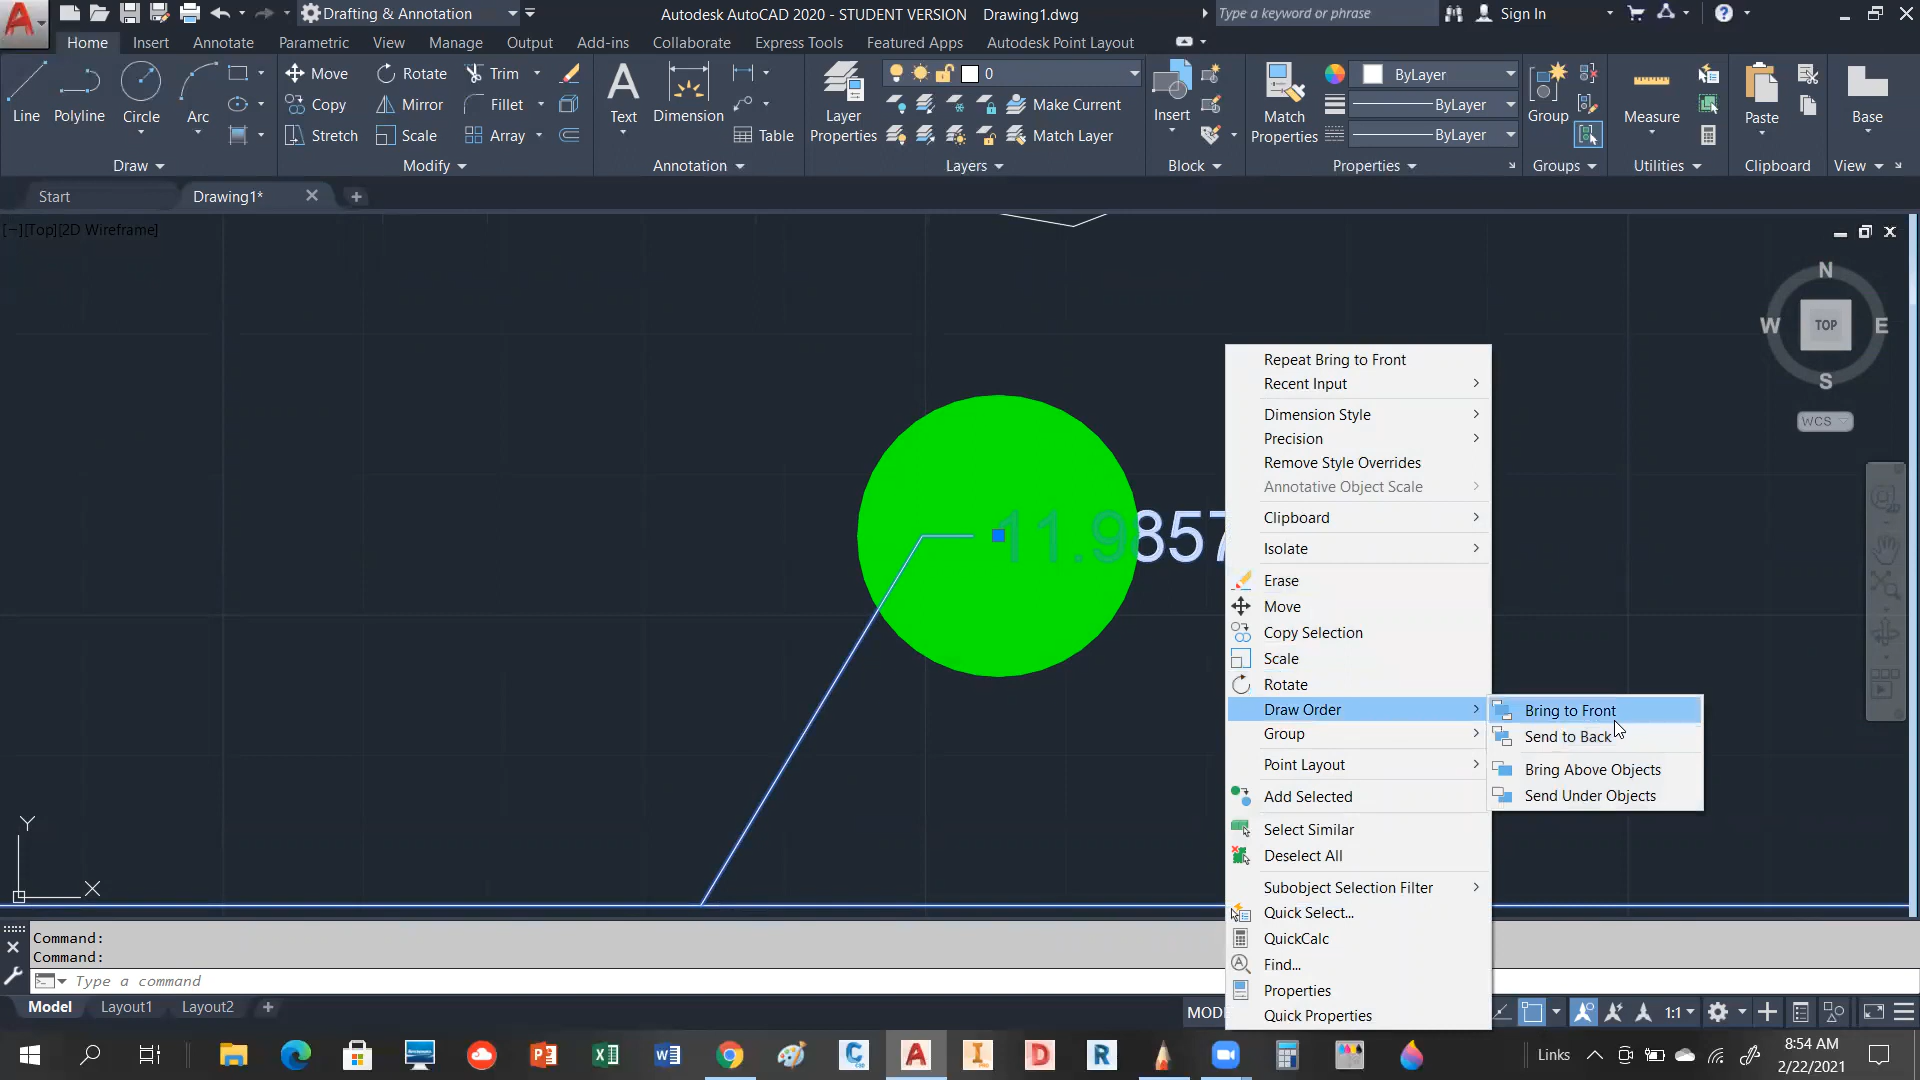 Drafting & Annotation
Autodesk AutoCAD 2020 - STUDENT VERSION Drawing1.dwg
Type a keyword or phrase
Sign In
Home Insert Annotate Parametric View Manage Output Add-ins Collaborate Express Tools Featured Apps Autodesk Point Layout
Line
Polyline
Circle
Arc
Draw
Move
Rotate
Trim
Copy
Mirror
Fillet
Stretch
Scale
Array
Modify
Text
Dimension
Table
Annotation
Layer
Properties
0
Make Current
Match Layer
Layers
Insert
Block
Match
Properties
ByLayer
ByLayer
ByLayer
Properties
Group
Groups
Measure
Utilities
Paste
Clipboard
Base
View
Start
Drawing1*
[−][Top][2D Wireframe]
N
W
TOP
E
S
WCS
11.9857
Repeat Bring to Front
Recent Input
Dimension Style
Precision
Remove Style Overrides
Annotative Object Scale
Clipboard
Isolate
Erase
Move
Copy Selection
Scale
Rotate
Draw Order
Group
Point Layout
Add Selected
Select Similar
Deselect All
Subobject Selection Filter
Quick Select...
QuickCalc
Find...
Properties
Quick Properties
Bring to Front
Send to Back
Bring Above Objects
Send Under Objects
Y
X
Command:
Command:
Type a command
Model Layout1 Layout2
MOD
1:1
Links
8:54 AM
2/22/2021